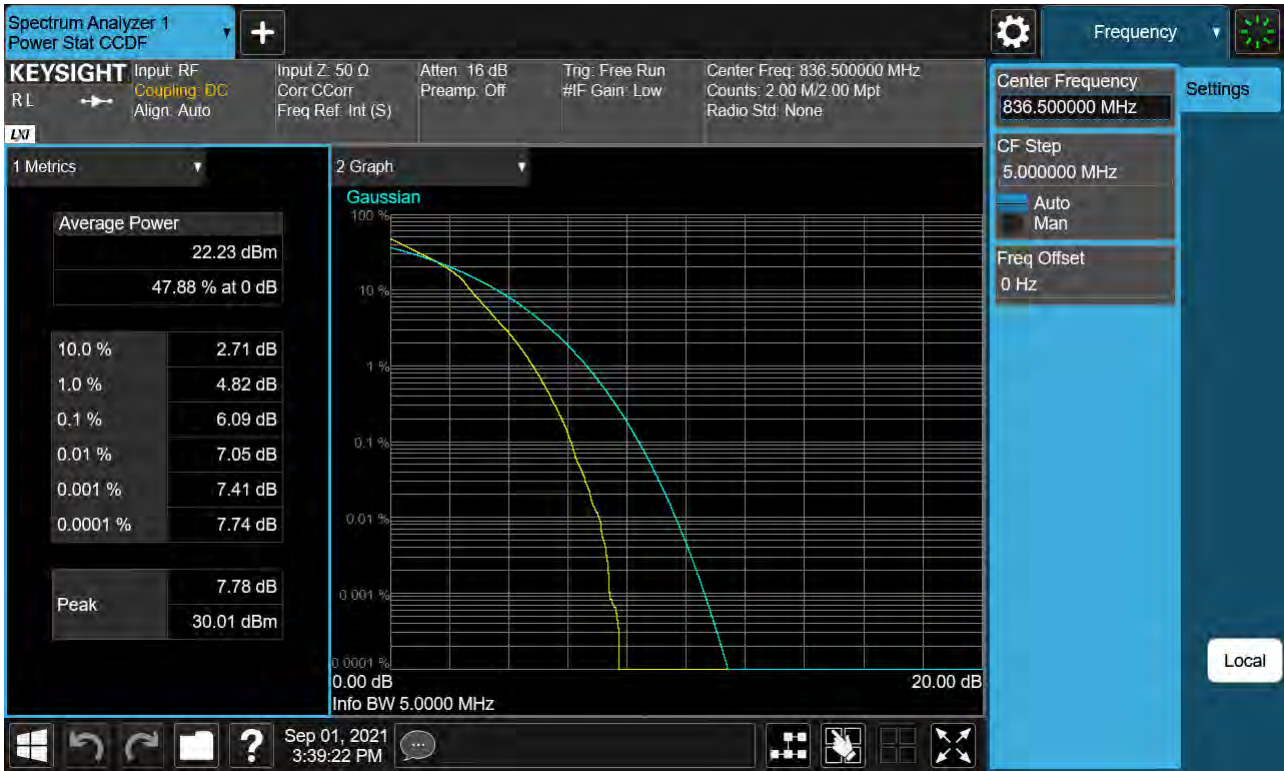 Spectrum Analyzer 1
Power Stat CCDF
Frequency
KEYSIGHT
RL
LXI
Input: RF
Coupling: DC
Align: Auto
Input Z: 50 Ω
Corr CCorr
Freq Ref: Int (S)
Atten: 16 dB
Preamp: Off
Trig: Free Run
#IF Gain: Low
Center Freq: 836.500000 MHz
Counts: 2.00 M/2.00 Mpt
Radio Std: None
Center Frequency
836.500000 MHz
Settings
CF Step
5.000000 MHz
Auto
Man
Freq Offset
0 Hz
1 Metrics
Average Power
22.23 dBm
47.88 % at 0 dB
10.0 % 2.71 dB
1.0 % 4.82 dB
0.1 % 6.09 dB
0.01 % 7.05 dB
0.001 % 7.41 dB
0.0001 % 7.74 dB
Peak 7.78 dB
30.01 dBm
2 Graph
Gaussian
100 %
10 %
1 %
0.1 %
0.01 %
0.001 %
0.0001 %
0.00 dB 20.00 dB
Info BW 5.0000 MHz
Local
?
Sep 01, 2021
3:39:22 PM